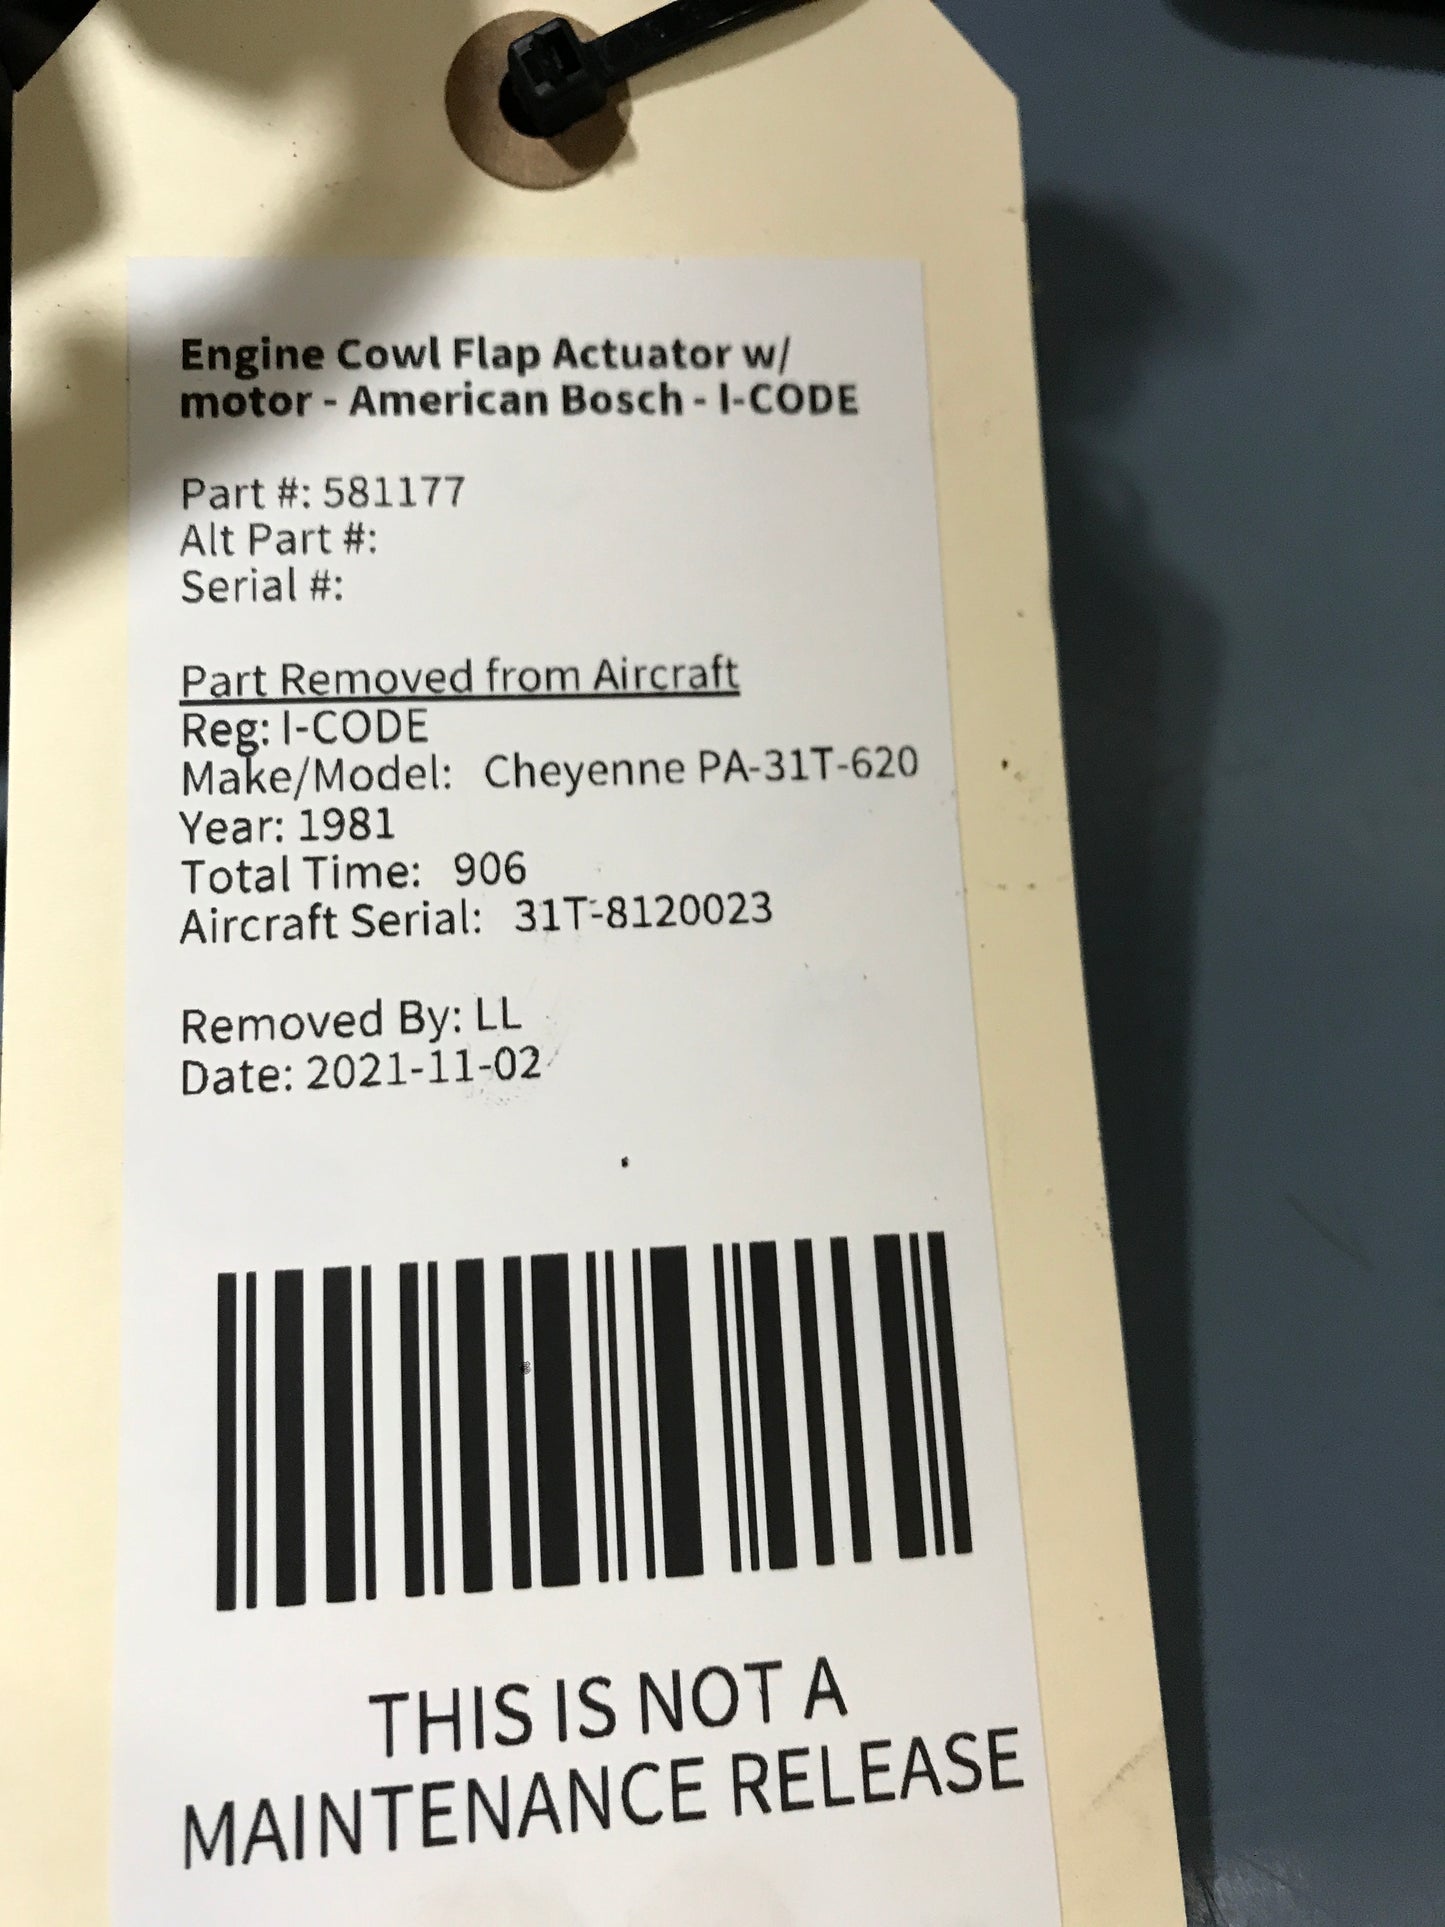 Engine Cowl Flap Actuator w/
motor - American Bosch - I-CODE
Part #: 581177
Alt Part #:
Serial #:
Part Removed from Aircraft
Reg: I-CODE
Make/Model: Cheyenne PA-31T-620
Year: 1981
Total Time: 906
Aircraft Serial: 31T-8120023
Removed By: LL
Date: 2021-11-02
THIS IS NOT A
MAINTENANCE RELEASE